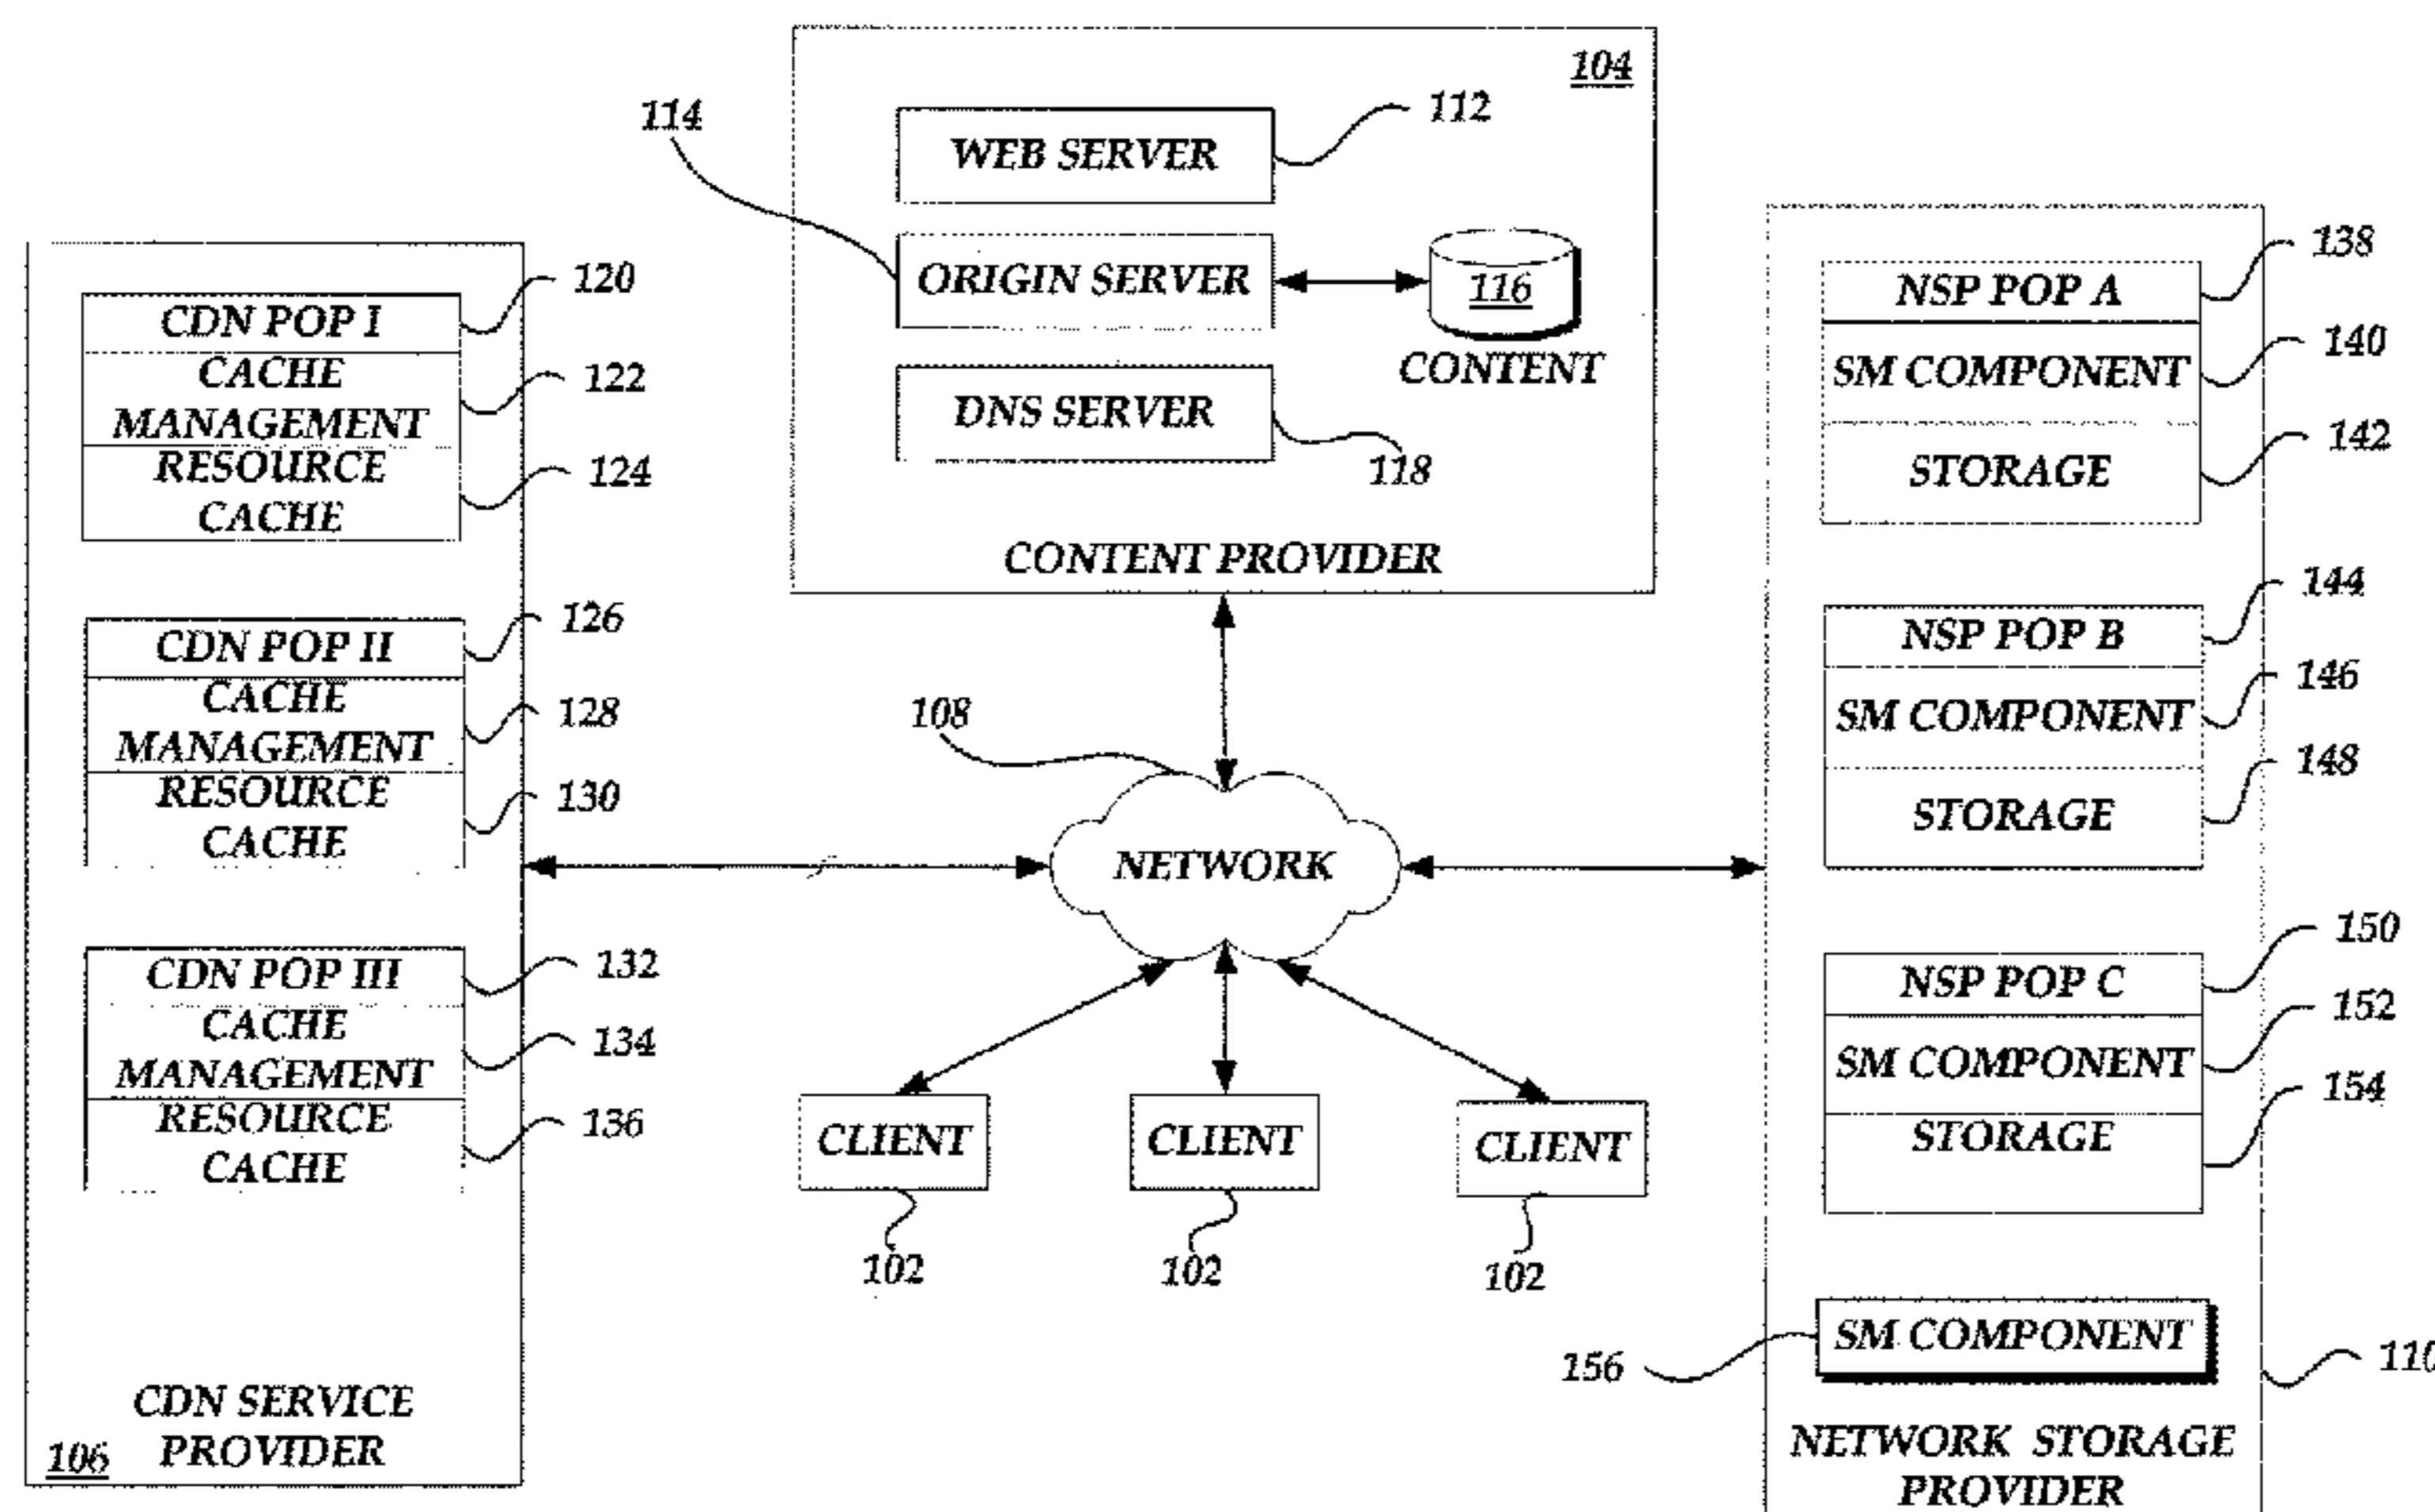 104
112
WEB SERVER
114
ORIGIN SERVER
116
CONTENT
DNS SERVER
118
CONTENT PROVIDER
120
CDN POP I
CACHE
MANAGEMENT
122
RESOURCE
CACHE
124
126
CDN POP II
CACHE
MANAGEMENT
128
RESOURCE
CACHE
130
132
CDN POP III
CACHE
MANAGEMENT
134
RESOURCE
CACHE
136
CDN SERVICE
PROVIDER
106
108
NETWORK
CLIENT
CLIENT
CLIENT
102
102
102
138
NSP POP A
140
SM COMPONENT
142
STORAGE
144
NSP POP B
146
SM COMPONENT
148
STORAGE
150
NSP POP C
152
SM COMPONENT
154
STORAGE
SM COMPONENT
156
110
NETWORK STORAGE
PROVIDER